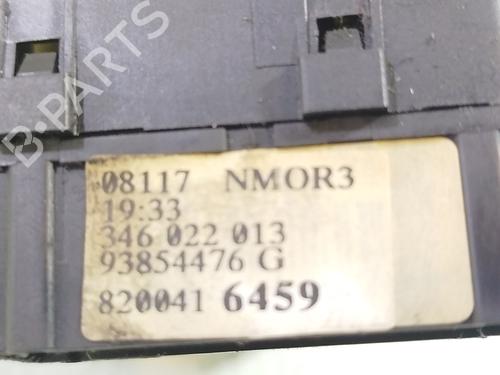 B-PARTS
08117 NMOR3
19:33
346 022 013
93854476 G
820041 6459